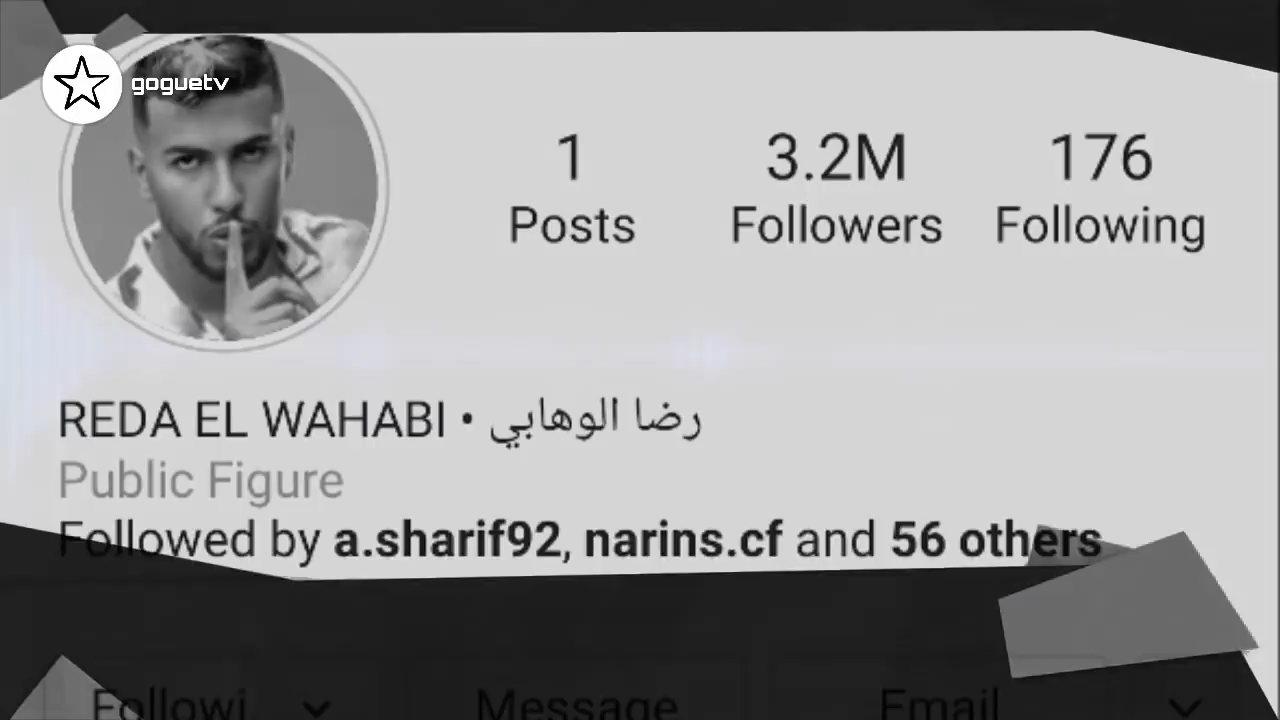 goguetv
1 3.2M 176
Posts Followers Following
REDA EL WAHABI • رضا الوهابي
Public Figure
Followed by a.sharif92, narins.cf and 56 others
Followi Message Email